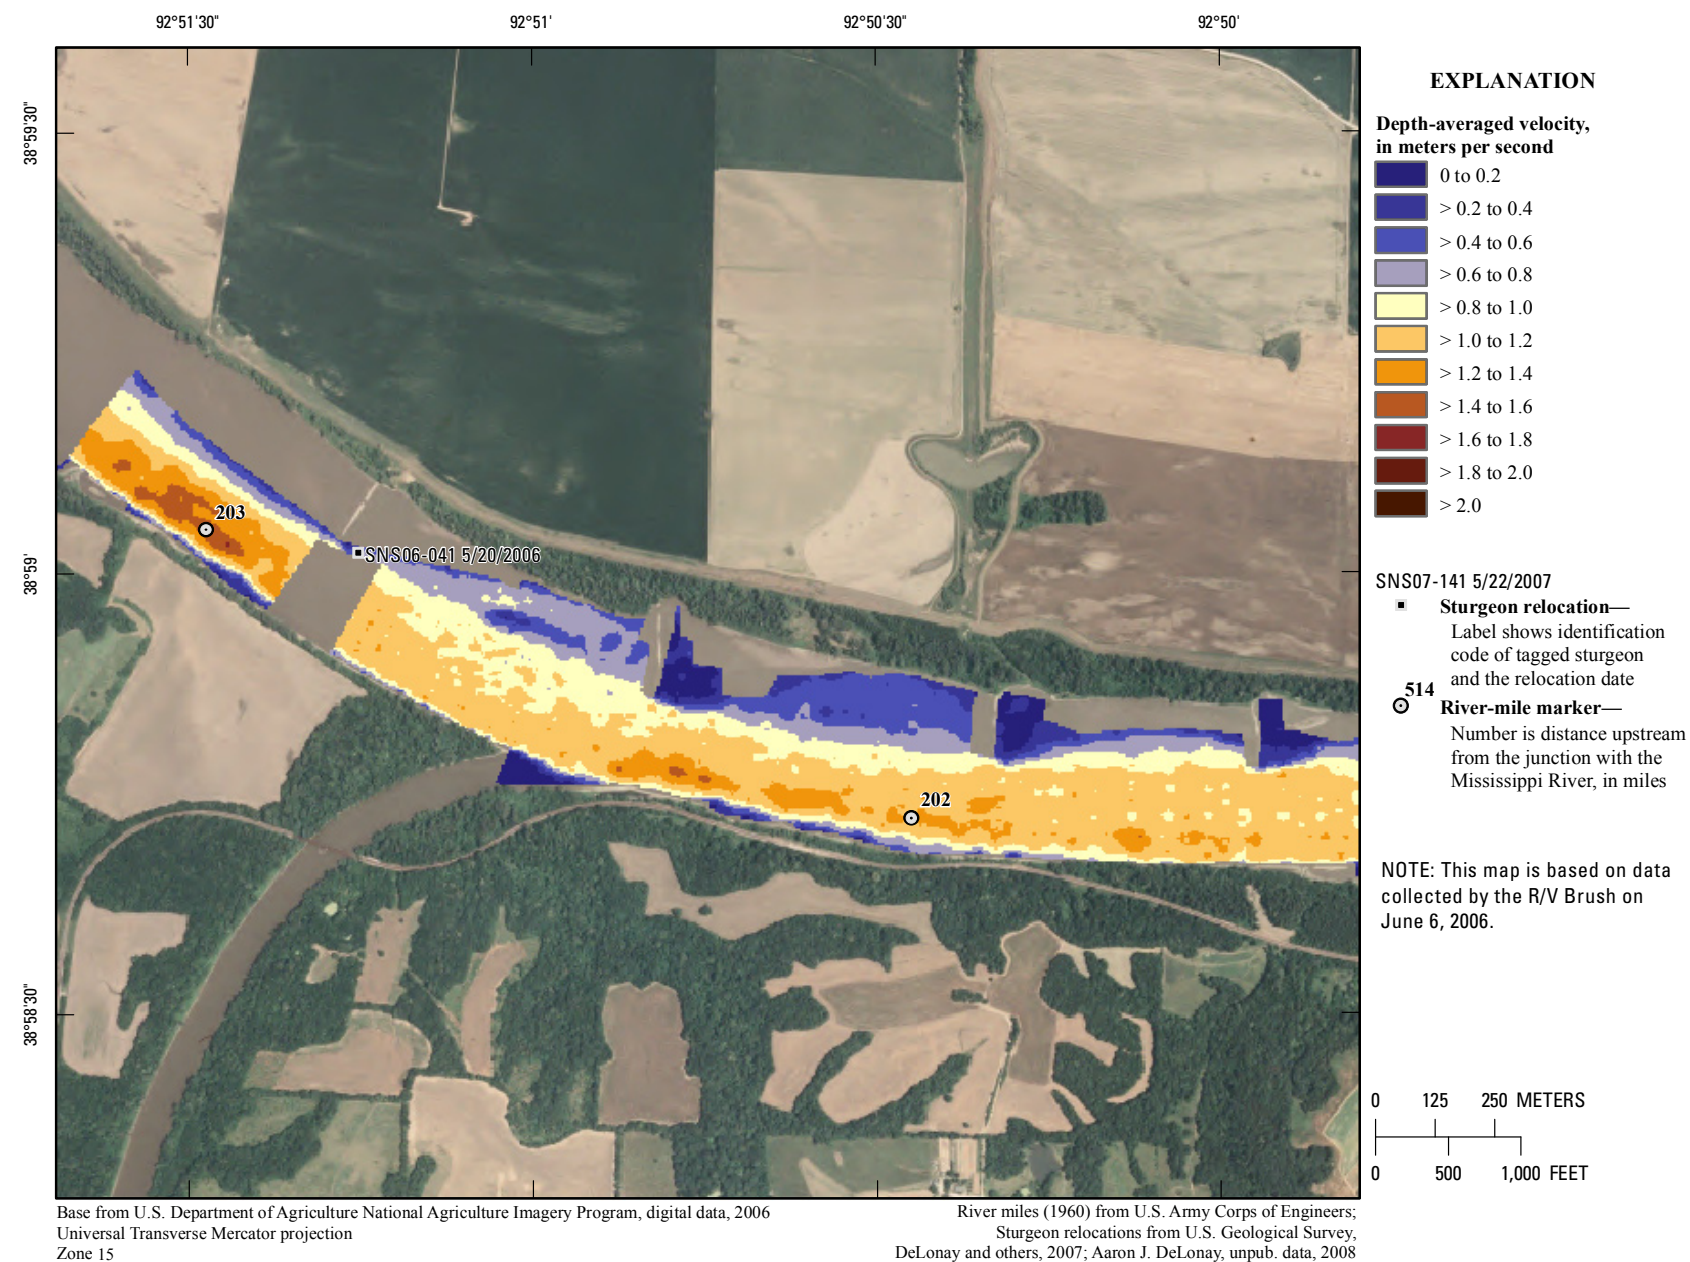 92°51'30"
92°51'
92°50'30"
92°50'
38°59'30"
38°59'
38°58'30"
203
SNS06-041 5/20/2006
202
EXPLANATION
Depth-averaged velocity,
in meters per second
0 to 0.2
> 0.2 to 0.4
> 0.4 to 0.6
> 0.6 to 0.8
> 0.8 to 1.0
> 1.0 to 1.2
> 1.2 to 1.4
> 1.4 to 1.6
> 1.6 to 1.8
> 1.8 to 2.0
> 2.0
SNS07-141 5/22/2007
Sturgeon relocation—
Label shows identification
code of tagged sturgeon
and the relocation date
514
River-mile marker—
Number is distance upstream
from the junction with the
Mississippi River, in miles
NOTE: This map is based on data
collected by the R/V Brush on
June 6, 2006.
0 125 250 METERS
0 500 1,000 FEET
Base from U.S. Department of Agriculture National Agriculture Imagery Program, digital data, 2006
Universal Transverse Mercator projection
Zone 15
River miles (1960) from U.S. Army Corps of Engineers;
Sturgeon relocations from U.S. Geological Survey,
DeLonay and others, 2007; Aaron J. DeLonay, unpub. data, 2008